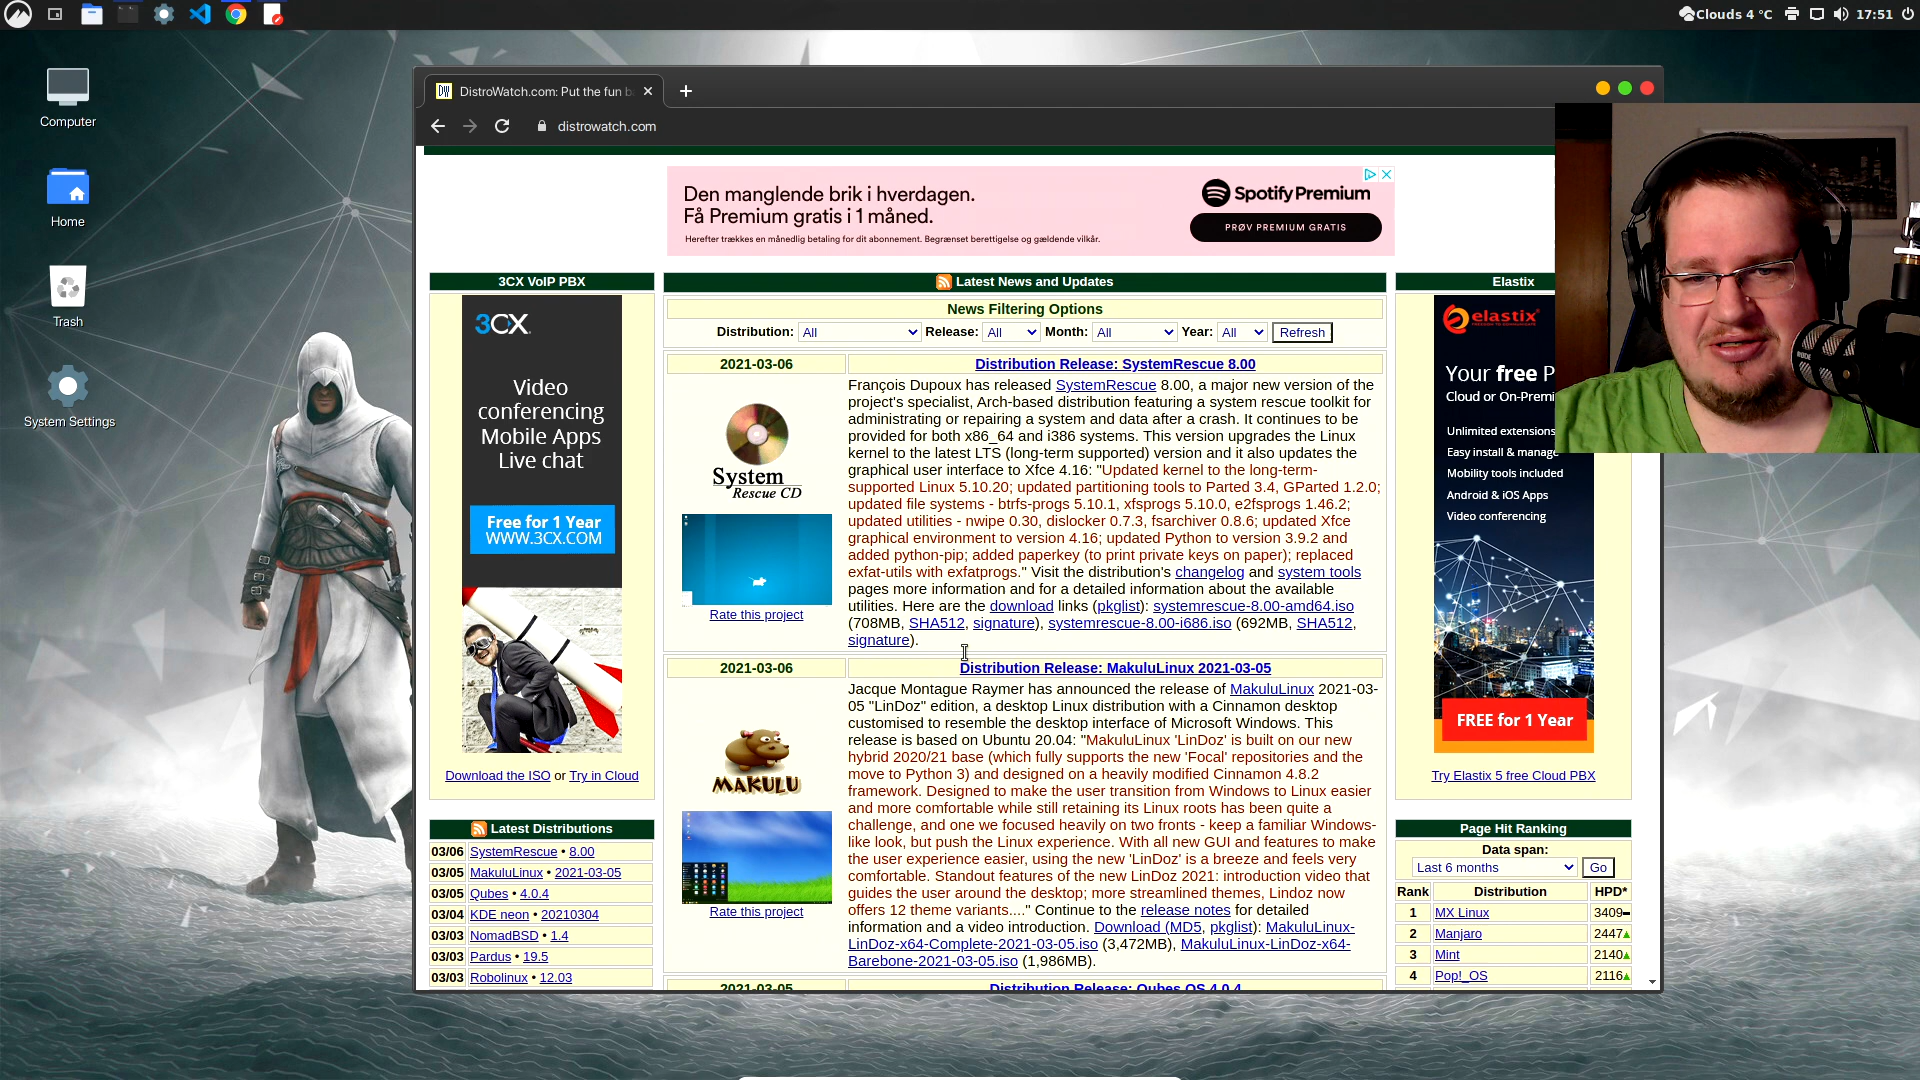 Clouds 4 °C
17:51
Computer
Home
Trash
System Settings
DW
DistroWatch.com: Put the fun b
distrowatch.com
Den manglende brik i hverdagen.
Få Premium gratis i 1 måned.
Herefter trækkes en månedlig betaling for dit abonnement. Begrænset berettigelse og gældende vilkår.
Spotify Premium
PRØV PREMIUM GRATIS
3CX VoIP PBX
3CX.
Video
conferencing
Mobile Apps
Live chat
Free for 1 Year
WWW.3CX.COM
Download the ISO or Try in Cloud
Latest Distributions
03/06 SystemRescue • 8.00
03/05 MakuluLinux • 2021-03-05
03/05 Qubes • 4.0.4
03/04 KDE neon • 20210304
03/03 NomadBSD • 1.4
03/03 Pardus • 19.5
03/03 Robolinux • 12.03
Latest News and Updates
News Filtering Options
Distribution: All Release: All Month: All Year: All Refresh
2021-03-06
Distribution Release: SystemRescue 8.00
System
Rescue CD
Rate this project
François Dupoux has released SystemRescue 8.00, a major new version of the
project's specialist, Arch-based distribution featuring a system rescue toolkit for
administrating or repairing a system and data after a crash. It continues to be
provided for both x86_64 and i386 systems. This version upgrades the Linux
kernel to the latest LTS (long-term supported) version and it also updates the
graphical user interface to Xfce 4.16: "Updated kernel to the long-term-
supported Linux 5.10.20; updated partitioning tools to Parted 3.4, GParted 1.2.0;
updated file systems - btrfs-progs 5.10.1, xfsprogs 5.10.0, e2fsprogs 1.46.2;
updated utilities - nwipe 0.30, dislocker 0.7.3, fsarchiver 0.8.6; updated Xfce
graphical environment to version 4.16; updated Python to version 3.9.2 and
added python-pip; added paperkey (to print private keys on paper); replaced
exfat-utils with exfatprogs." Visit the distribution's changelog and system tools
pages more information and for a detailed information about the available
utilities. Here are the download links (pkglist): systemrescue-8.00-amd64.iso
(708MB, SHA512, signature), systemrescue-8.00-i686.iso (692MB, SHA512,
signature).
2021-03-06
Distribution Release: MakuluLinux 2021-03-05
MAKULU
Rate this project
Jacque Montague Raymer has announced the release of MakuluLinux 2021-03-
05 "LinDoz" edition, a desktop Linux distribution with a Cinnamon desktop
customised to resemble the desktop interface of Microsoft Windows. This
release is based on Ubuntu 20.04: "MakuluLinux 'LinDoz' is built on our new
hybrid 2020/21 base (which fully supports the new 'Focal' repositories and the
move to Python 3) and designed on a heavily modified Cinnamon 4.8.2
framework. Designed to make the user transition from Windows to Linux easier
and more comfortable while still retaining its Linux roots has been quite a
challenge, and one we focused heavily on two fronts - keep a familiar Windows-
like look, but push the Linux experience. With all new GUI and features to make
the user experience easier, using the new 'LinDoz' is a breeze and feels very
comfortable. Standout features of the new LinDoz 2021: introduction video that
guides the user around the desktop; more streamlined themes, Lindoz now
offers 12 theme variants...." Continue to the release notes for detailed
information and a video introduction. Download (MD5, pkglist): MakuluLinux-
LinDoz-x64-Complete-2021-03-05.iso (3,472MB), MakuluLinux-LinDoz-x64-
Barebone-2021-03-05.iso (1,986MB).
2021-03-05
Distribution Release: Qubes OS 4.0.4
Elastix
elastix
Your free P
Cloud or On-Premi
Unlimited extensions
Easy install & manage
Mobility tools included
Android & iOS Apps
Video conferencing
FREE for 1 Year
Try Elastix 5 free Cloud PBX
Page Hit Ranking
Data span:
Last 6 months Go
Rank Distribution HPD*
1 MX Linux 3409
2 Manjaro 2447
3 Mint 2140
4 Pop!_OS 2116
RODE